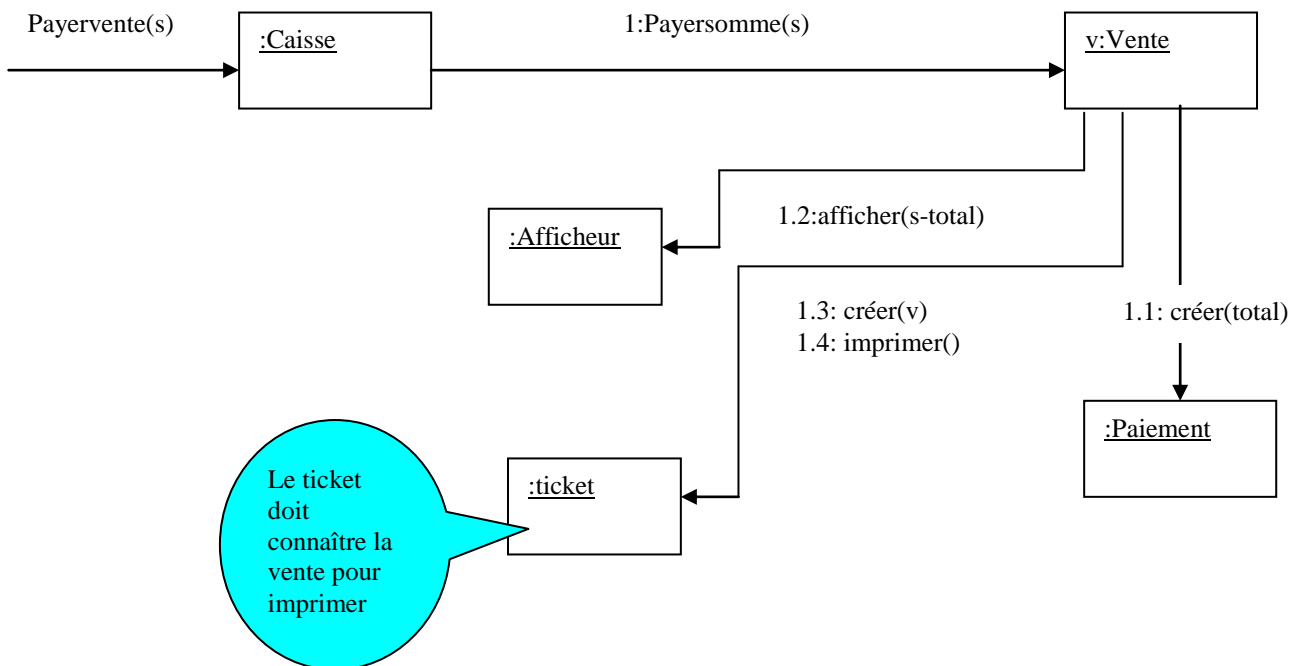 Payervente(s)
:Caisse
1:Payersomme(s)
v:Vente
1.2:afficher(s-total)
:Afficheur
1.3: créer(v)
1.4: imprimer()
1.1: créer(total)
:Paiement
:ticket
Le ticket
doit
connaître la
vente pour
imprimer